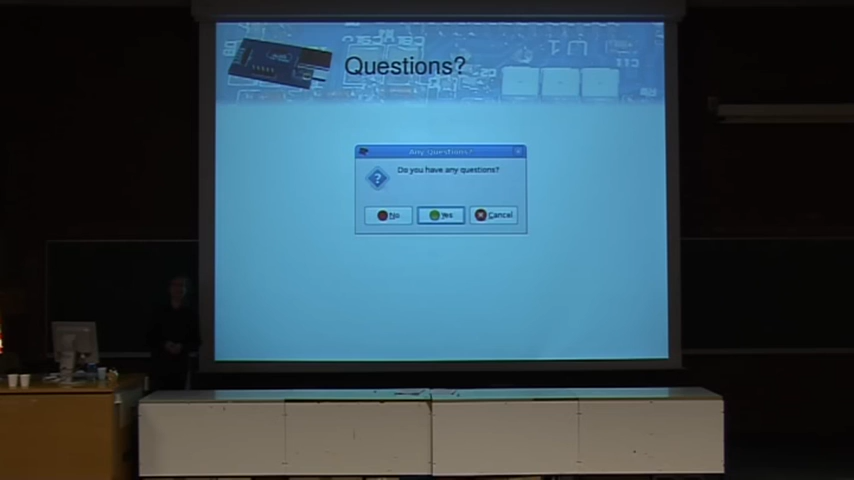 Questions?
Any Questions?
Do you have any questions?
No
Yes
Cancel